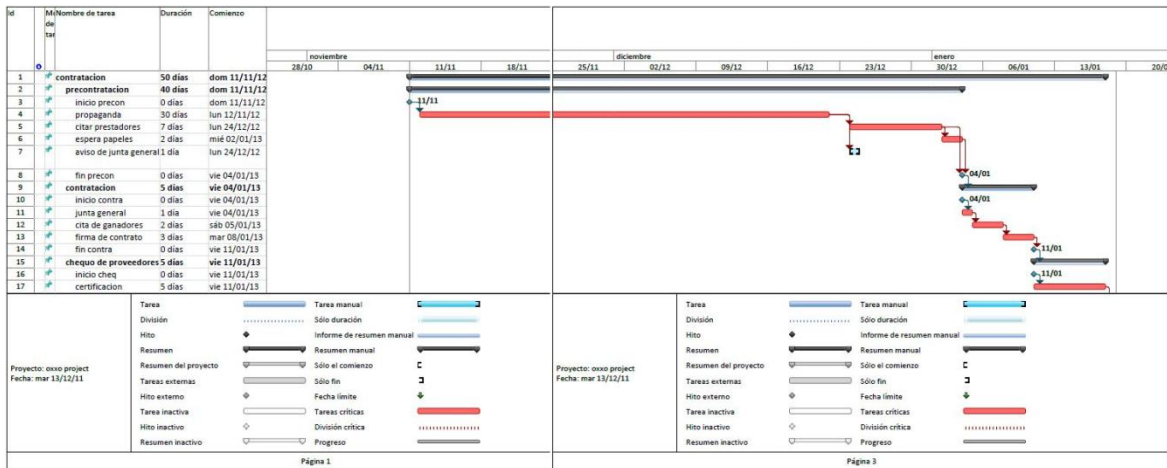 Id
Mo
de
tar
Nombre de tarea
Duración
Comienzo
noviembre
diciembre
enero
28/10
04/11
11/11
18/11
25/11
02/12
09/12
16/12
23/12
30/12
06/01
13/01
1 contratacion 50 días dom 11/11/12
2 precontratacion 40 días dom 11/11/12
3 inicio precon 0 días dom 11/11/12
11/11
4 propaganda 30 días lun 12/11/12
5 citar prestadores 7 días lun 24/12/12
6 espera papeles 2 días mié 02/01/13
7 aviso de junta general 1 día lun 24/12/12
8 fin precon 0 días vie 04/01/13
04/01
9 contratacion 5 días vie 04/01/13
10 inicio contra 0 días vie 04/01/13
04/01
11 junta general 1 día vie 04/01/13
12 cita de ganadores 2 días sáb 05/01/13
13 firma de contrato 3 días mar 08/01/13
14 fin contra 0 días vie 11/01/13
11/01
15 chequo de proveedores 5 días vie 11/01/13
16 inicio cheq 0 días vie 11/01/13
11/01
17 certificacion 5 días vie 11/01/13
Proyecto: oxxo project
Fecha: mar 13/12/11
Tarea
Tarea manual
División
Sólo duración
Hito
Informe de resumen manual
Resumen
Resumen manual
Resumen del proyecto
Sólo el comienzo
Tareas externas
Sólo fin
Hito externo
Fecha límite
Tarea inactiva
Tareas críticas
Hito inactivo
División crítica
Resumen inactivo
Progreso
Página 1
Proyecto: oxxo project
Fecha: mar 13/12/11
Tarea
Tarea manual
División
Sólo duración
Hito
Informe de resumen manual
Resumen
Resumen manual
Resumen del proyecto
Sólo el comienzo
Tareas externas
Sólo fin
Hito externo
Fecha límite
Tarea inactiva
Tareas críticas
Hito inactivo
División crítica
Resumen inactivo
Progreso
Página 3